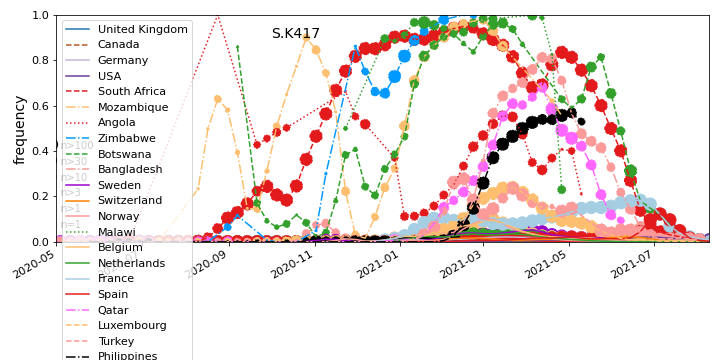 S.K417
frequency
1.0
0.8
0.6
0.4
0.2
0.0
2020-05
2020-09
2020-11
2021-01
2021-03
2021-05
2021-07
n>100
n>30
n>10
n>3
n>1
n=1
United Kingdom
Canada
Germany
USA
South Africa
Mozambique
Angola
Zimbabwe
Botswana
Bangladesh
Sweden
Switzerland
Norway
Malawi
Belgium
Netherlands
France
Spain
Qatar
Luxembourg
Turkey
Philippines